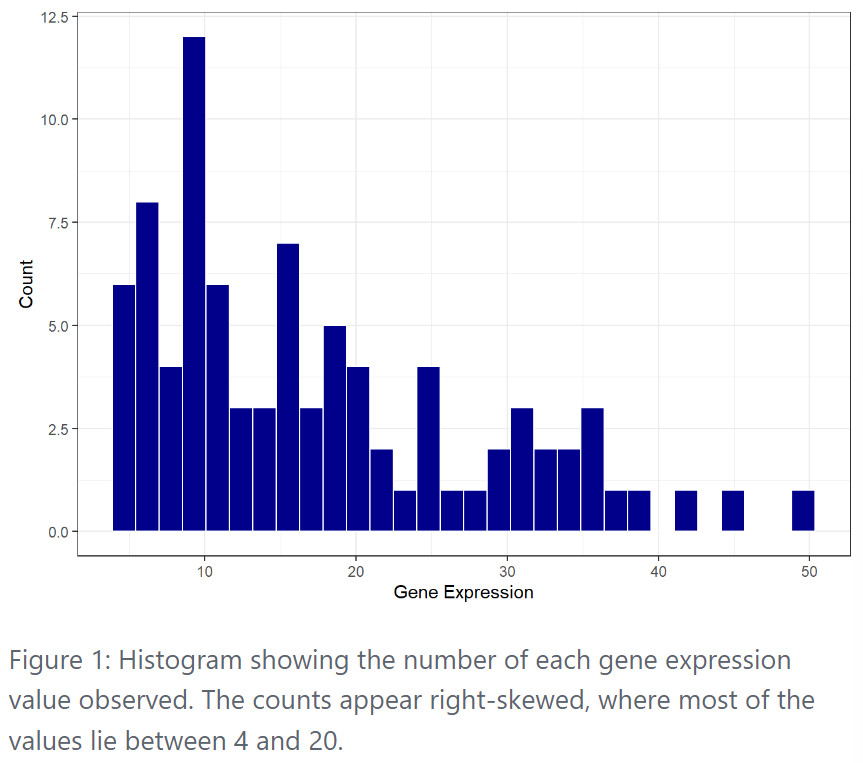 12.5
10.0
7.5
5.0
2.5
0.0
Count
10 20 30 40 50
Gene Expression
Figure 1: Histogram showing the number of each gene expression
value observed. The counts appear right-skewed, where most of the
values lie between 4 and 20.